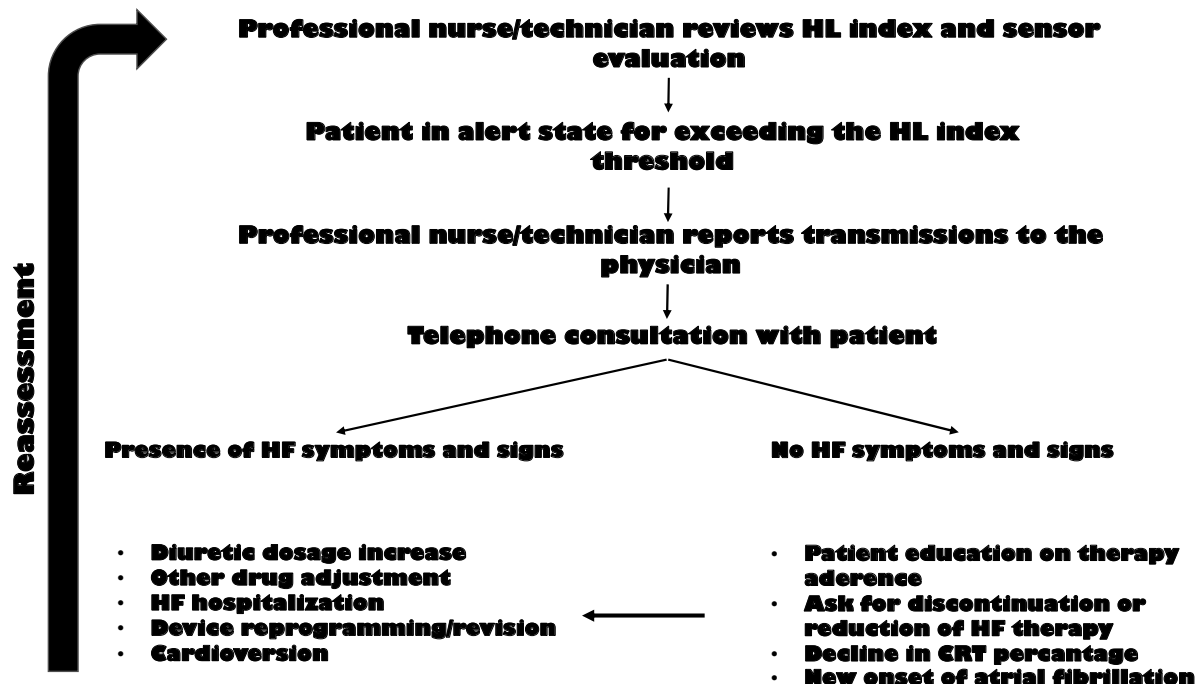 Professional nurse/technician reviews HL index and sensor
evaluation
Patient in alert state for exceeding the HL index
threshold
Professional nurse/technician reports transmissions to the
physician
Telephone consultation with patient
Reassessment
Presence of HF symptoms and signs
No HF symptoms and signs
• Diuretic dosage increase
• Other drug adjustment
• HF hospitalization
• Device reprogramming/revision
• Cardioversion
• Patient education on therapy
aderence
• Ask for discontinuation or
reduction of HF therapy
• Decline in CRT percantage
• New onset of atrial fibrillation